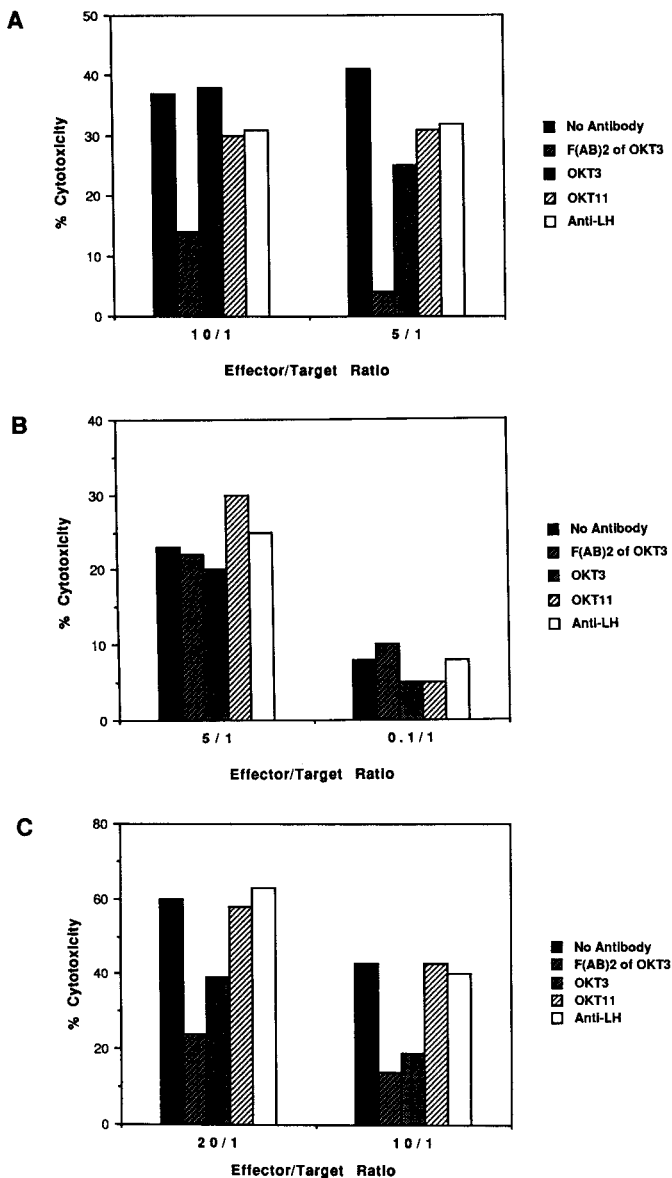 A
50
40
30
20
10
0
% Cytotoxicity
10/1
5/1
Effector/Target Ratio
No Antibody
F(AB)2 of OKT3
OKT3
OKT11
Anti-LH
B
40
30
20
10
0
% Cytotoxicity
5/1
0.1/1
Effector/Target Ratio
No Antibody
F(AB)2 of OKT3
OKT3
OKT11
Anti-LH
C
80
60
40
20
0
% Cytotoxicity
20/1
10/1
Effector/Target Ratio
No Antibody
F(AB)2 of OKT3
OKT3
OKT11
Anti-LH